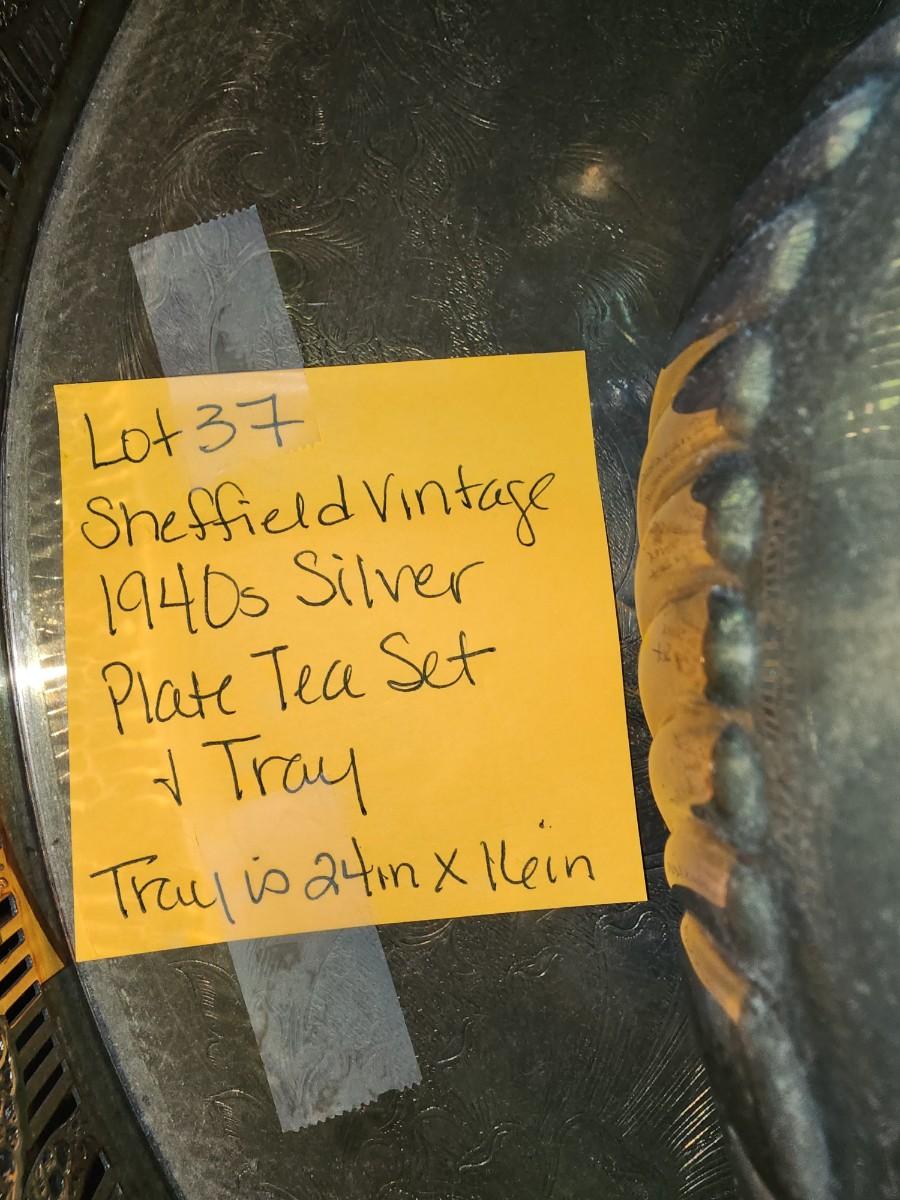 Lot 37
Sheffield Vintage
1940s Silver
Plate Tea Set
& Tray
Tray is 24in X 16in